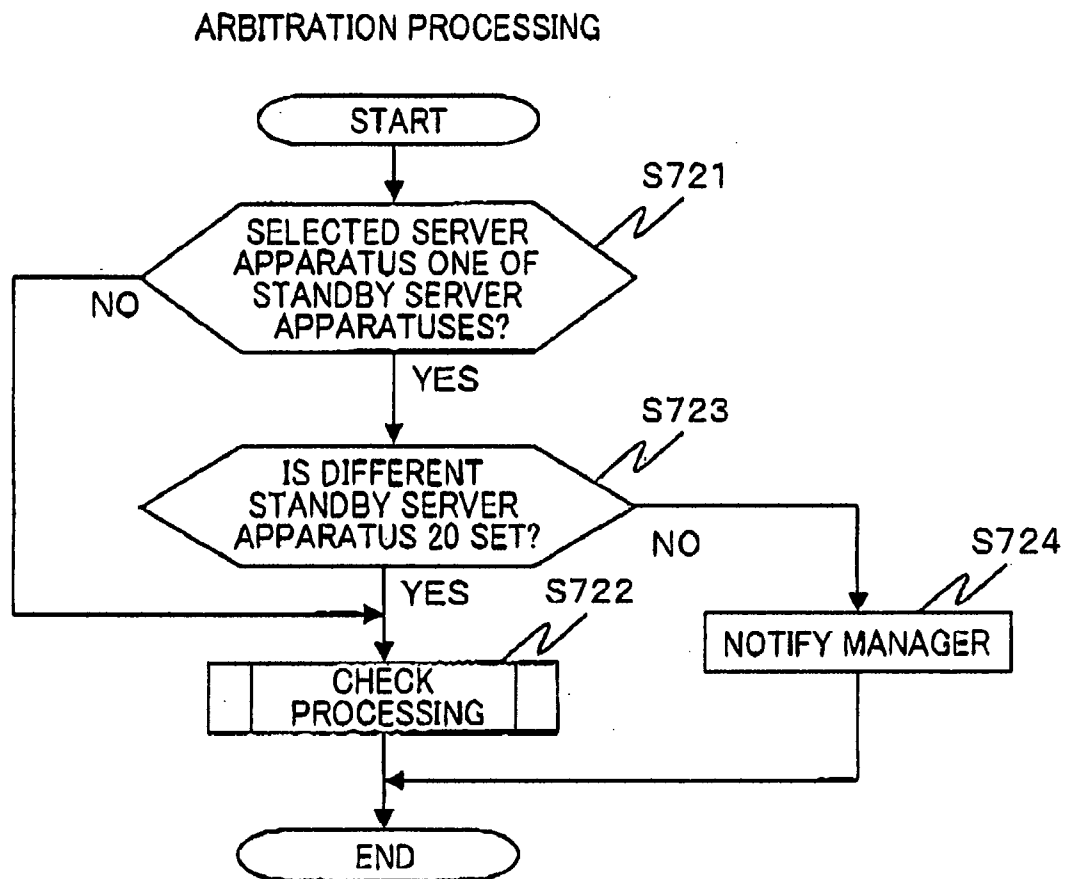 ARBITRATION PROCESSING
START
S721
SELECTED SERVER
APPARATUS ONE OF
STANDBY SERVER
APPARATUSES?
NO
YES
S723
IS DIFFERENT
STANDBY SERVER
APPARATUS 20 SET?
NO
YES
S722
S724
NOTIFY MANAGER
CHECK
PROCESSING
END